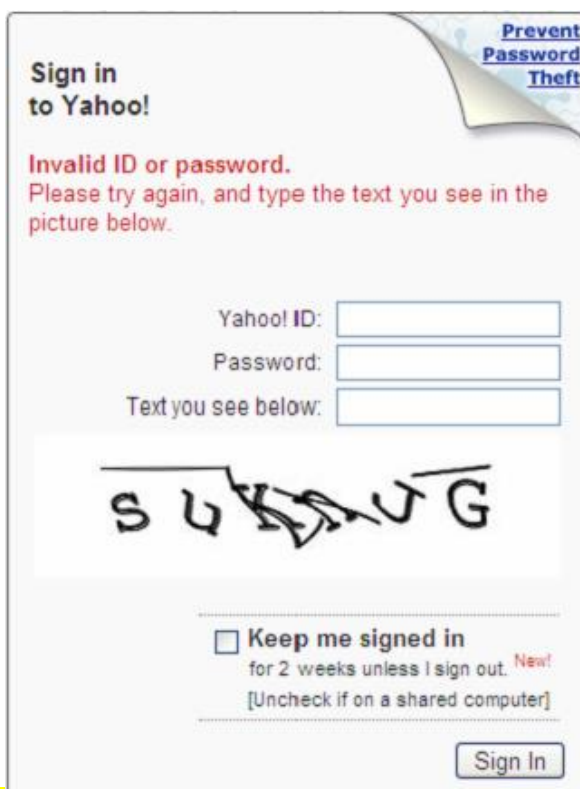 Prevent
Password
Theft
Sign in
to Yahoo!
Invalid ID or password.
Please try again, and type the text you see in the
picture below.
Yahoo! ID:
Password:
Text you see below:
Keep me signed in
for 2 weeks unless I sign out. New!
[Uncheck if on a shared computer]
Sign In